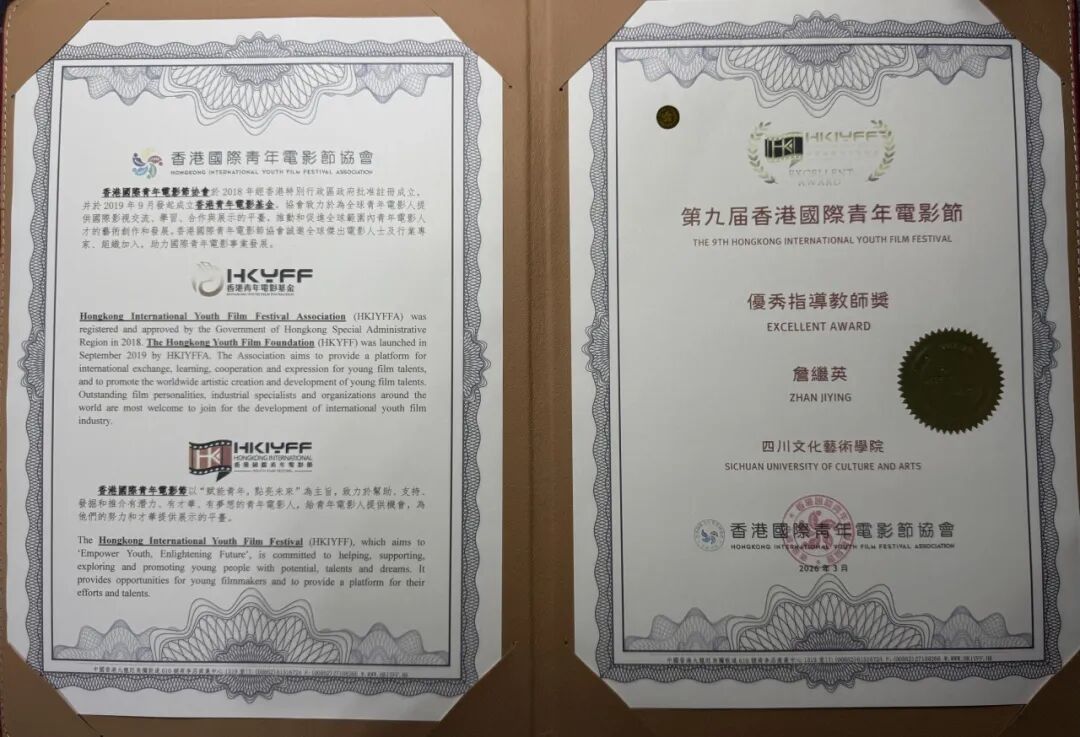 香港國際青年電影節協會
HONGKONG INTERNATIONAL YOUTH FILM FESTIVAL ASSOCIATION
香港國際青年電影節協會於 2018 年經香港特別行政區政府批准註冊成立，
并於 2019 年 9 月發起成立香港青年電影基金。協會致力於為全球青年電影人提
供國際影視交流、學習、合作與展示的平臺，推動和促進全球範圍內青年電影人
才的藝術創作和發展。香港國際青年電影節協會誠邀全球傑出電影人士及行業專
家、組織加入，助力國際青年電影事業發展。
HKYFF
香港青年電影基金
Hongkong International Youth Film Festival Association (HKIYFFA) was
registered and approved by the Government of Hongkong Special Administrative
Region in 2018. The Hongkong Youth Film Foundation (HKYFF) was launched in
September 2019 by HKIYFFA. The Association aims to provide a platform for
international exchange, learning, cooperation and expression for young film talents,
and to promote the worldwide artistic creation and development of young film talents.
Outstanding film personalities, industrial specialists and organizations around the
world are most welcome to join for the development of international youth film
industry.
HK
HKIYFF
HONGKONG INTERNATIONAL
香港國際青年電影節
YOUTH FILM FESTIVAL
香港國際青年電影節以“賦能青年，點亮未來”為主旨，致力於幫助、支持、
發掘和推介有潛力、有才華、有夢想的青年電影人，給青年電影人提供機會，為
他們的努力和才華提供展示的平臺。
The Hongkong International Youth Film Festival (HKIYFF), which aims to
‘Empower Youth, Enlightening Future’, is committed to helping, supporting,
exploring and promoting young people with potential, talents and dreams. It
provides opportunities for young filmmakers and to provide a platform for their
efforts and talents.
HK
HKIYFF
EXCELLENT
AWARD
第九届香港國際青年電影節
THE 9TH HONGKONG INTERNATIONAL YOUTH FILM FESTIVAL
優秀指導教師獎
EXCELLENT AWARD
詹繼英
ZHAN JIYING
四川文化藝術學院
SICHUAN UNIVERSITY OF CULTURE AND ARTS
香港國際青年電影節協會
HONGKONG INTERNATIONAL YOUTH FILM FESTIVAL ASSOCIATION
2026 年 3 月